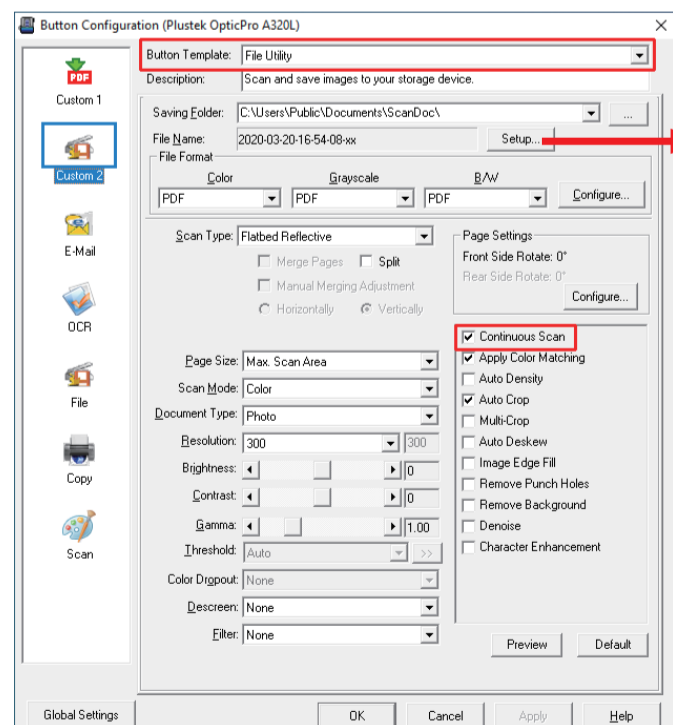 Button Configuration (Plustek OpticPro A320L)
Button Template: File Utility
Description: Scan and save images to your storage device.
PDF
Custom 1
Custom 2
E-Mail
OCR
File
Copy
Scan
Saving Folder: C:\Users\Public\Documents\ScanDoc\ ...
File Name: 2020-03-20-16-54-08-xx Setup...
File Format
Color Grayscale B/W
PDF PDF PDF Configure...
Scan Type: Flatbed Reflective
Merge Pages Split
Manual Merging Adjustment
Horizontally Vertically
Page Settings
Front Side Rotate: 0°
Rear Side Rotate: 0°
Configure...
Page Size: Max. Scan Area
Scan Mode: Color
Document Type: Photo
Resolution: 300 300
Brightness: 0
Contrast: 0
Gamma: 1.00
Threshold: Auto >>
Color Dropout: None
Descreen: None
Filter: None
Continuous Scan
Apply Color Matching
Auto Density
Auto Crop
Multi-Crop
Auto Deskew
Image Edge Fill
Remove Punch Holes
Remove Background
Denoise
Character Enhancement
Preview Default
Global Settings OK Cancel Apply Help